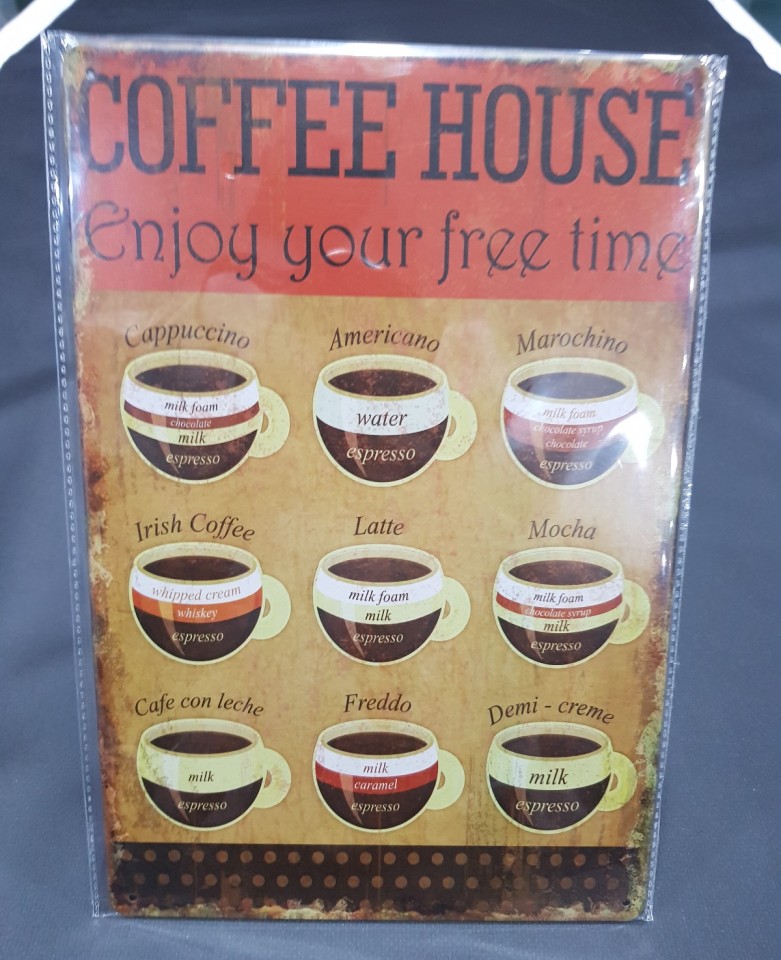 COFFEE HOUSE
Enjoy your free time
Cappuccino
milk foam
chocolate
milk
espresso
Americano
water
espresso
Marochino
milk foam
chocolate syrup
chocolate
espresso
Irish Coffee
whipped cream
whiskey
espresso
Latte
milk foam
milk
espresso
Mocha
milk foam
chocolate syrup
milk
espresso
Cafe con leche
milk
espresso
Freddo
milk
caramel
espresso
Demi - creme
milk
espresso